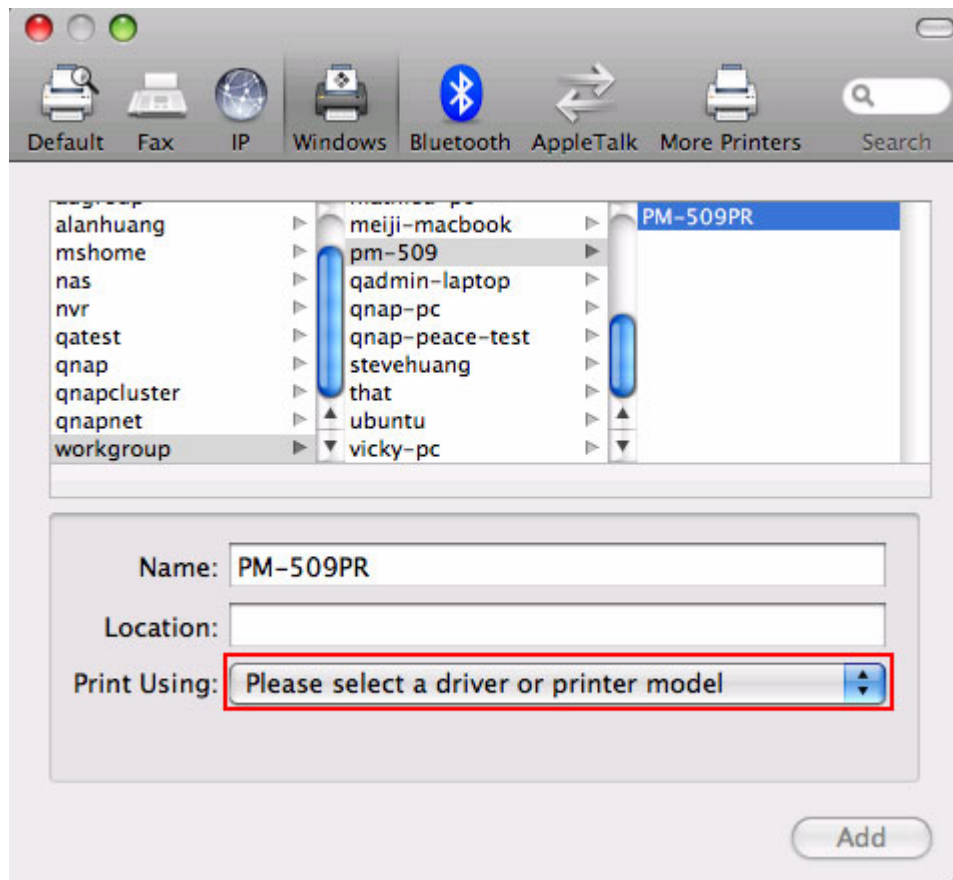 Default Fax IP Windows Bluetooth AppleTalk More Printers Search
alanhuang
mshome
nas
nvr
qatest
qnap
qnapcluster
qnapnet
workgroup
meiji-macbook
pm-509
qadmin-laptop
qnap-pc
qnap-peace-test
stevehuang
that
ubuntu
vicky-pc
PM-509PR
Name: PM-509PR
Location:
Print Using: Please select a driver or printer model
Add